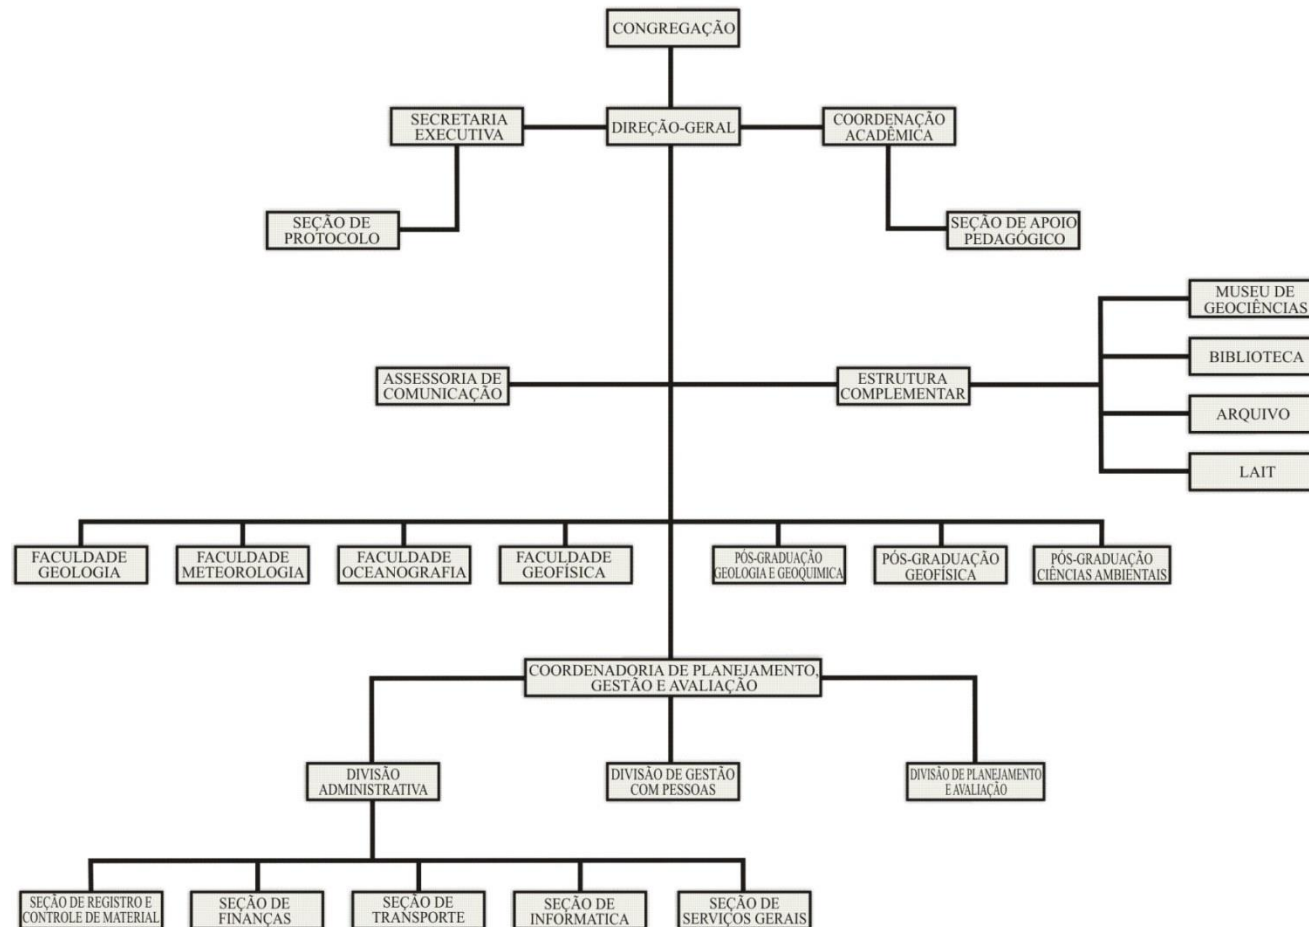 CONGREGAÇÃO
SECRETARIA
EXECUTIVA
DIREÇÃO-GERAL
COORDENAÇÃO
ACADÊMICA
SEÇÃO DE
PROTOCOLO
SEÇÃO DE APOIO
PEDAGÓGICO
MUSEU DE
GEOCIÊNCIAS
BIBLIOTECA
ASSESSORIA DE
COMUNICAÇÃO
ESTRUTURA
COMPLEMENTAR
ARQUIVO
LAIT
FACULDADE
GEOLOGIA
FACULDADE
METEOROLOGIA
FACULDADE
OCEANOGRAFIA
FACULDADE
GEOFÍSICA
PÓS-GRADUAÇÃO
GEOLOGIA E GEOQUIMICA
PÓS-GRADUAÇÃO
GEOFÍSICA
PÓS-GRADUAÇÃO
CIÊNCIAS AMBIENTAIS
COORDENADORIA DE PLANEJAMENTO,
GESTÃO E AVALIAÇÃO
DIVISÃO
ADMINISTRATIVA
DIVISÃO DE GESTÃO
COM PESSOAS
DIVISÃO DE PLANEJAMENTO
E AVALIAÇÃO
SEÇÃO DE REGISTRO E
CONTROLE DE MATERIAL
SEÇÃO DE
FINANÇAS
SEÇÃO DE
TRANSPORTE
SEÇÃO DE
INFORMATICA
SEÇÃO DE
SERVIÇOS GERAIS